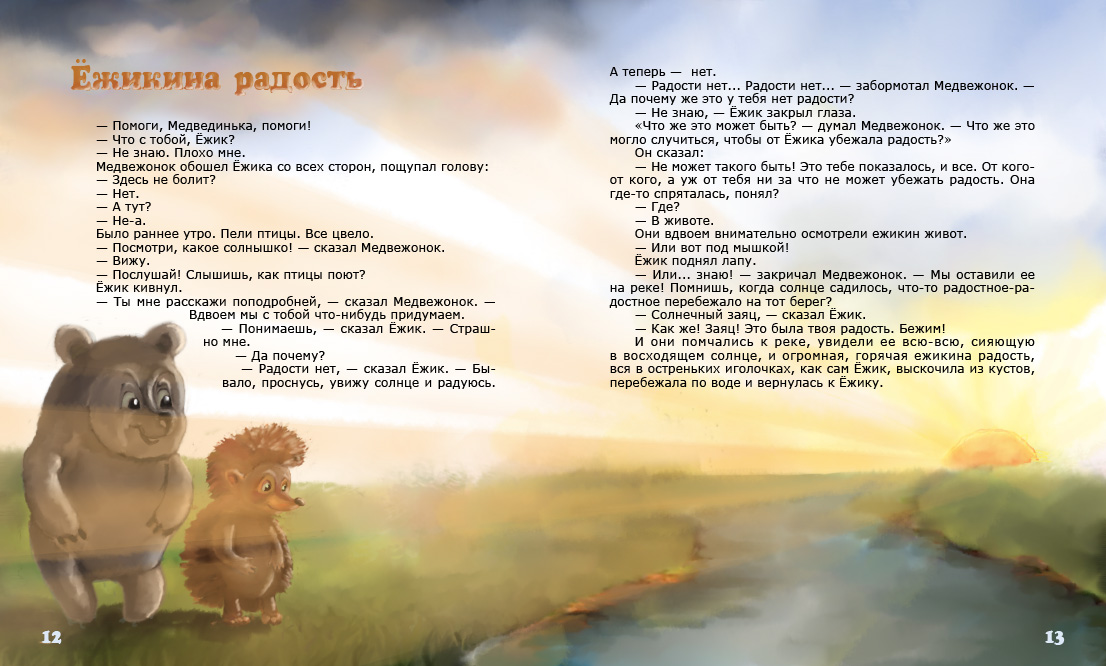 Ёжикина радость
— Помоги, Медвединька, помоги!
— Что с тобой, Ёжик?
— Не знаю. Плохо мне.
Медвежонок обошел Ёжика со всех сторон, пощупал голову:
— Здесь не болит?
— Нет.
— А тут?
— Не-а.
Было раннее утро. Пели птицы. Все цвело.
— Посмотри, какое солнышко! — сказал Медвежонок.
— Вижу.
— Послушай! Слышишь, как птицы поют?
Ёжик кивнул.
— Ты мне расскажи поподробней, — сказал Медвежонок. —
Вдвоем мы с тобой что-нибудь придумаем.
— Понимаешь, — сказал Ёжик. — Страш-
но мне.
— Да почему?
— Радости нет, — сказал Ёжик. — Бы-
вало, проснусь, увижу солнце и радуюсь.
12
А теперь — нет.
— Радости нет... Радости нет... — забормотал Медвежонок. —
Да почему же это у тебя нет радости?
— Не знаю, — Ёжик закрыл глаза.
«Что же это может быть? — думал Медвежонок. — Что же это
могло случиться, чтобы от Ёжика убежала радость?»
Он сказал:
— Не может такого быть! Это тебе показалось, и все. От кого-
от кого, а уж от тебя ни за что не может убежать радость. Она
где-то спряталась, понял?
— Где?
— В животе.
Они вдвоем внимательно осмотрели ежикин живот.
— Или вот под мышкой!
Ёжик поднял лапу.
— Или... знаю! — закричал Медвежонок. — Мы оставили ее
на реке! Помнишь, когда солнце садилось, что-то радостное-ра-
достное перебежало на тот берег?
— Солнечный заяц, — сказал Ёжик.
— Как же! Заяц! Это была твоя радость. Бежим!
И они помчались к реке, увидели ее всю-всю, сияющую
в восходящем солнце, и огромная, горячая ежикина радость,
вся в остреньких иголочках, как сам Ёжик, выскочила из кустов,
перебежала по воде и вернулась к Ёжику.
13